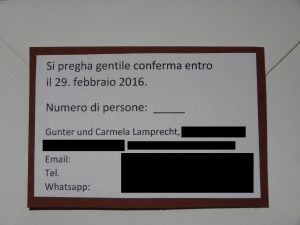 Si pregha gentile conferma entro
il 29. febbraio 2016.
Numero di persone: _____
Gunter und Carmela Lamprecht,
Email:
Tel.
Whatsapp: